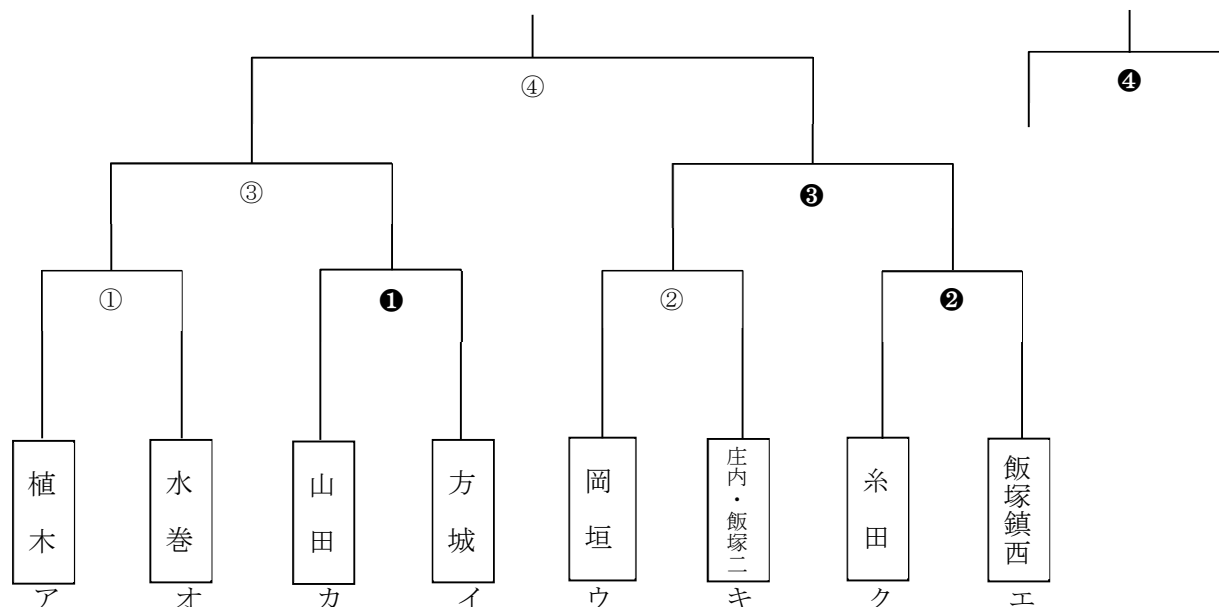 ④
❹
③
❸
①
❶
②
❷
植木
水巻
山田
方城
岡垣
庄内・飯塚二
糸田
飯塚鎮西
ア
オ
カ
イ
ウ
キ
ク
エ